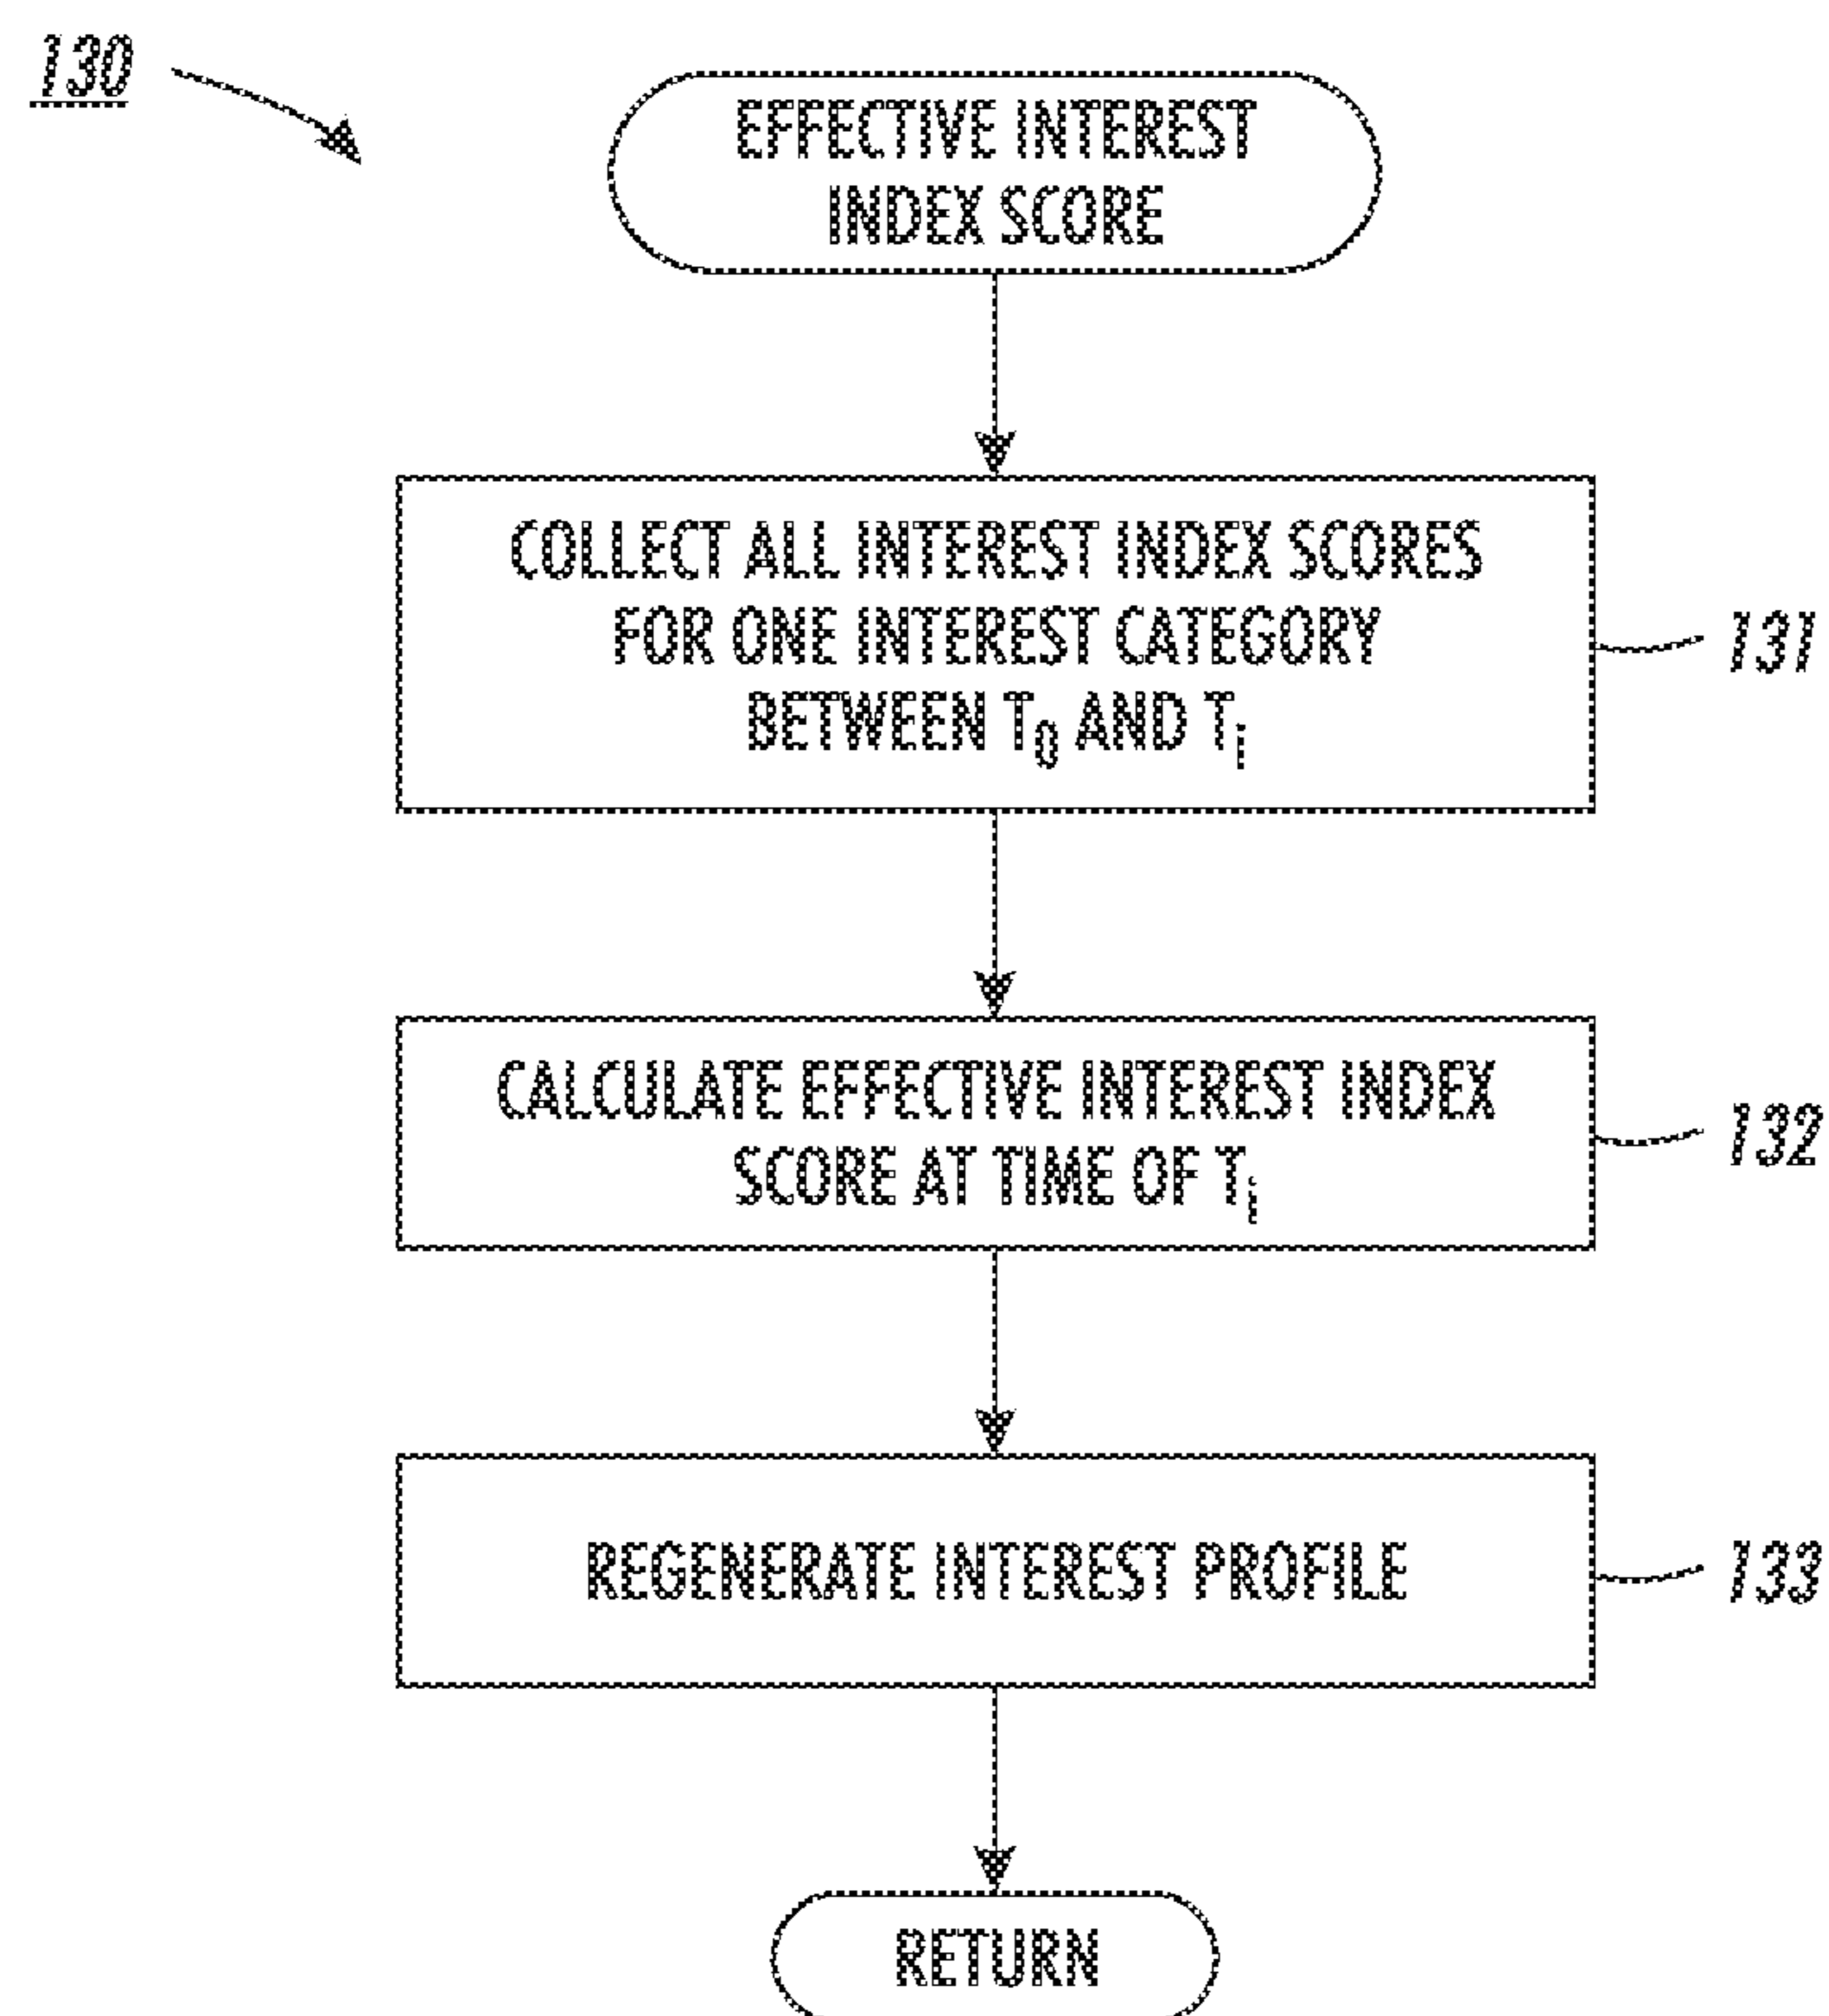 130
EFFECTIVE INTEREST
INDEX SCORE
COLLECT ALL INTEREST INDEX SCORES
FOR ONE INTEREST CATEGORY
BETWEEN T₀ AND Tᵢ
131
CALCULATE EFFECTIVE INTEREST INDEX
SCORE AT TIME OF Tᵢ
132
REGENERATE INTEREST PROFILE
133
RETURN